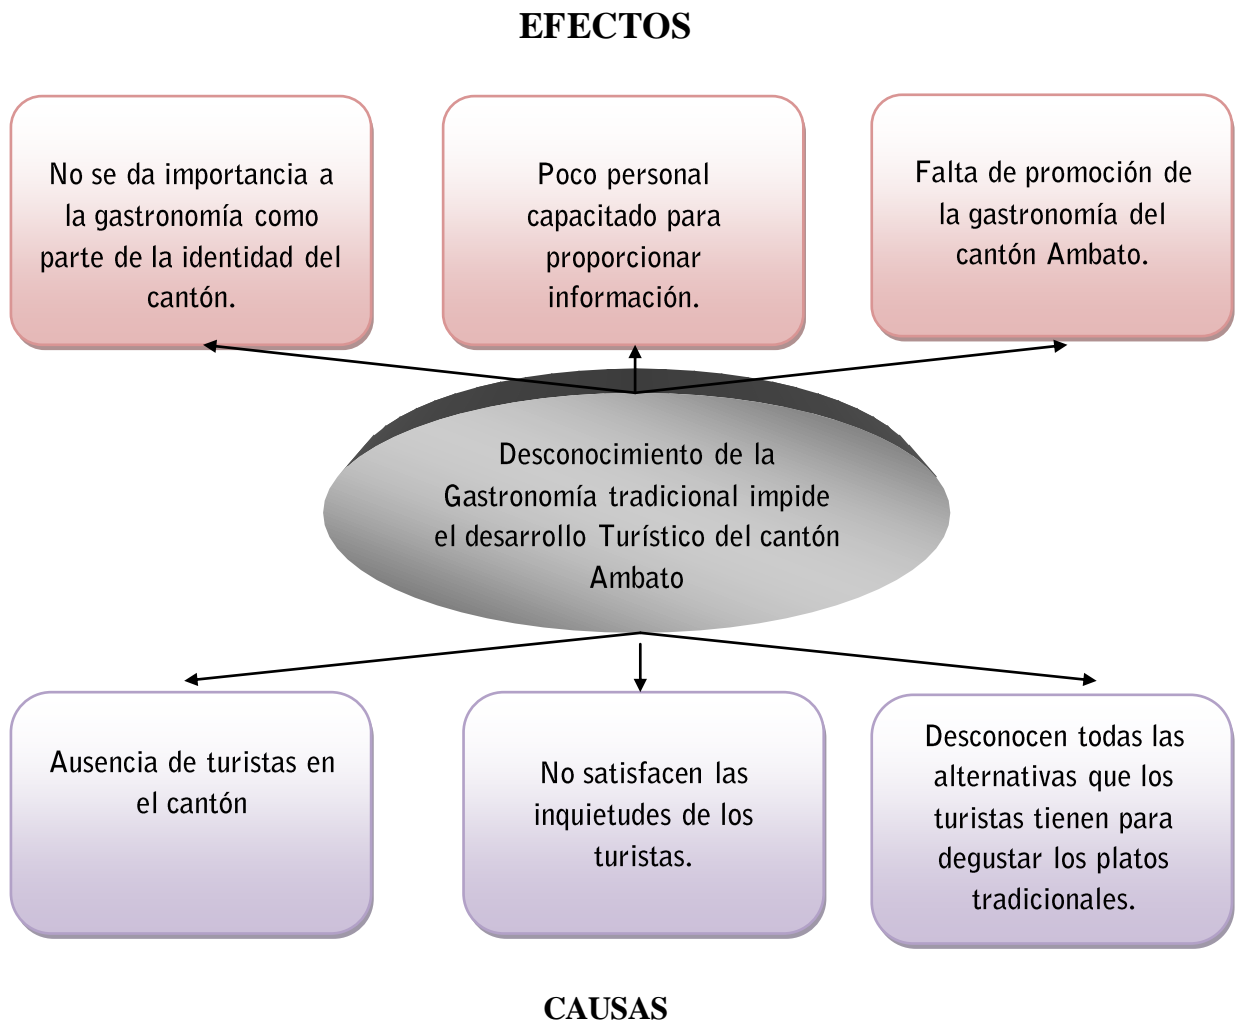 EFECTOS
No se da importancia a
la gastronomía como
parte de la identidad del
cantón.
Poco personal
capacitado para
proporcionar
información.
Falta de promoción de
la gastronomía del
cantón Ambato.
Desconocimiento de la
Gastronomía tradicional impide
el desarrollo Turístico del cantón
Ambato
Ausencia de turistas en
el cantón
No satisfacen las
inquietudes de los
turistas.
Desconocen todas las
alternativas que los
turistas tienen para
degustar los platos
tradicionales.
CAUSAS